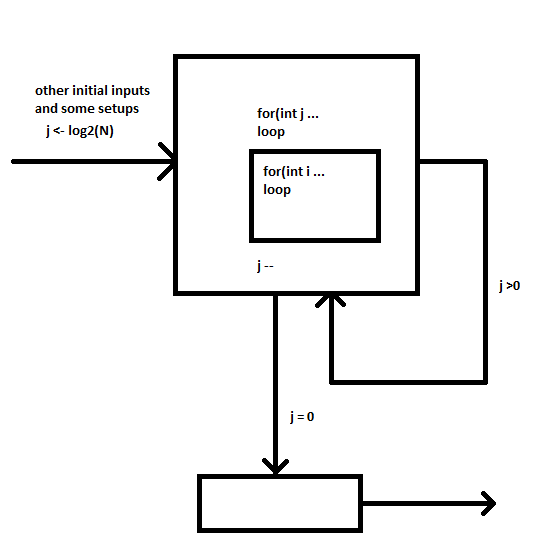 other initial inputs
and some setups
j <- log2(N)
for(int j ...
loop
for(int i ...
loop
j --
j >0
j = 0